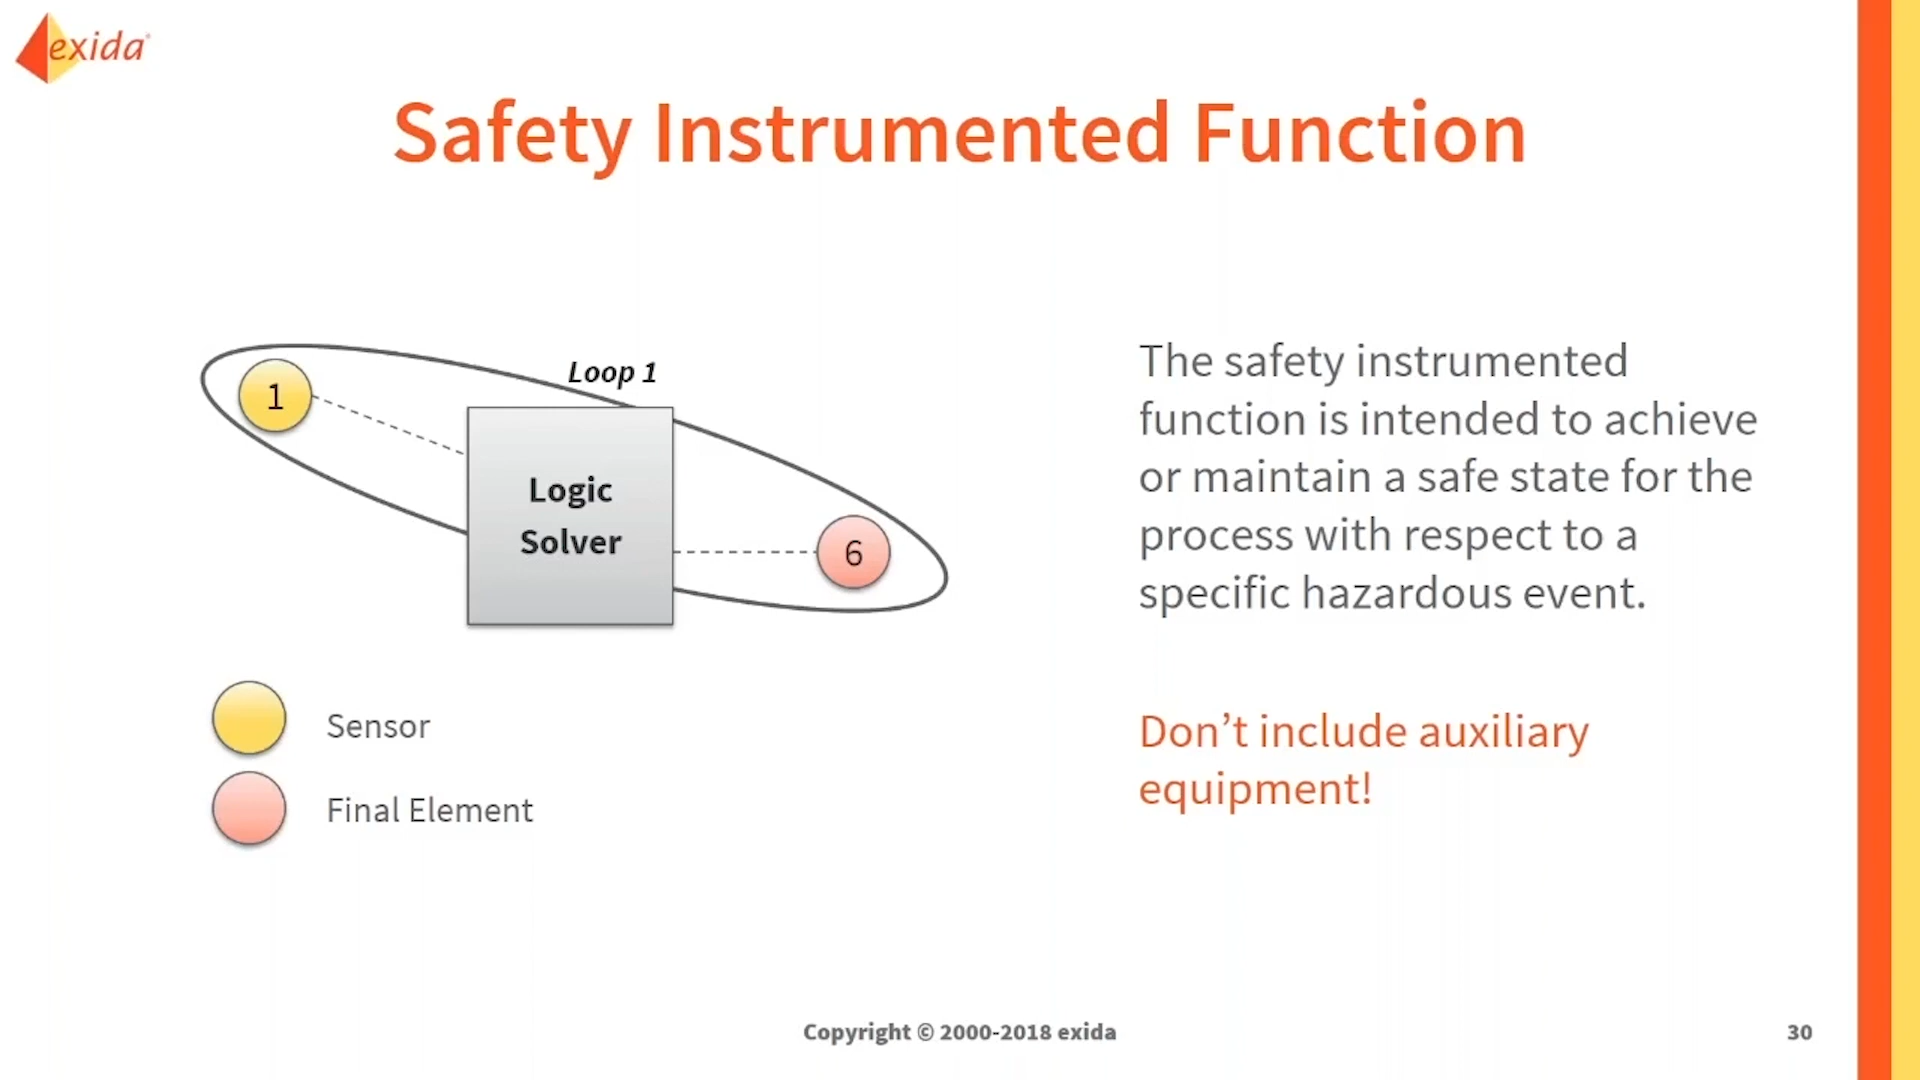 exida
Safety Instrumented Function
Loop 1
1
Logic
Solver
6
Sensor
Final Element
The safety instrumented
function is intended to achieve
or maintain a safe state for the
process with respect to a
specific hazardous event.
Don’t include auxiliary
equipment!
Copyright © 2000-2018 exida
30